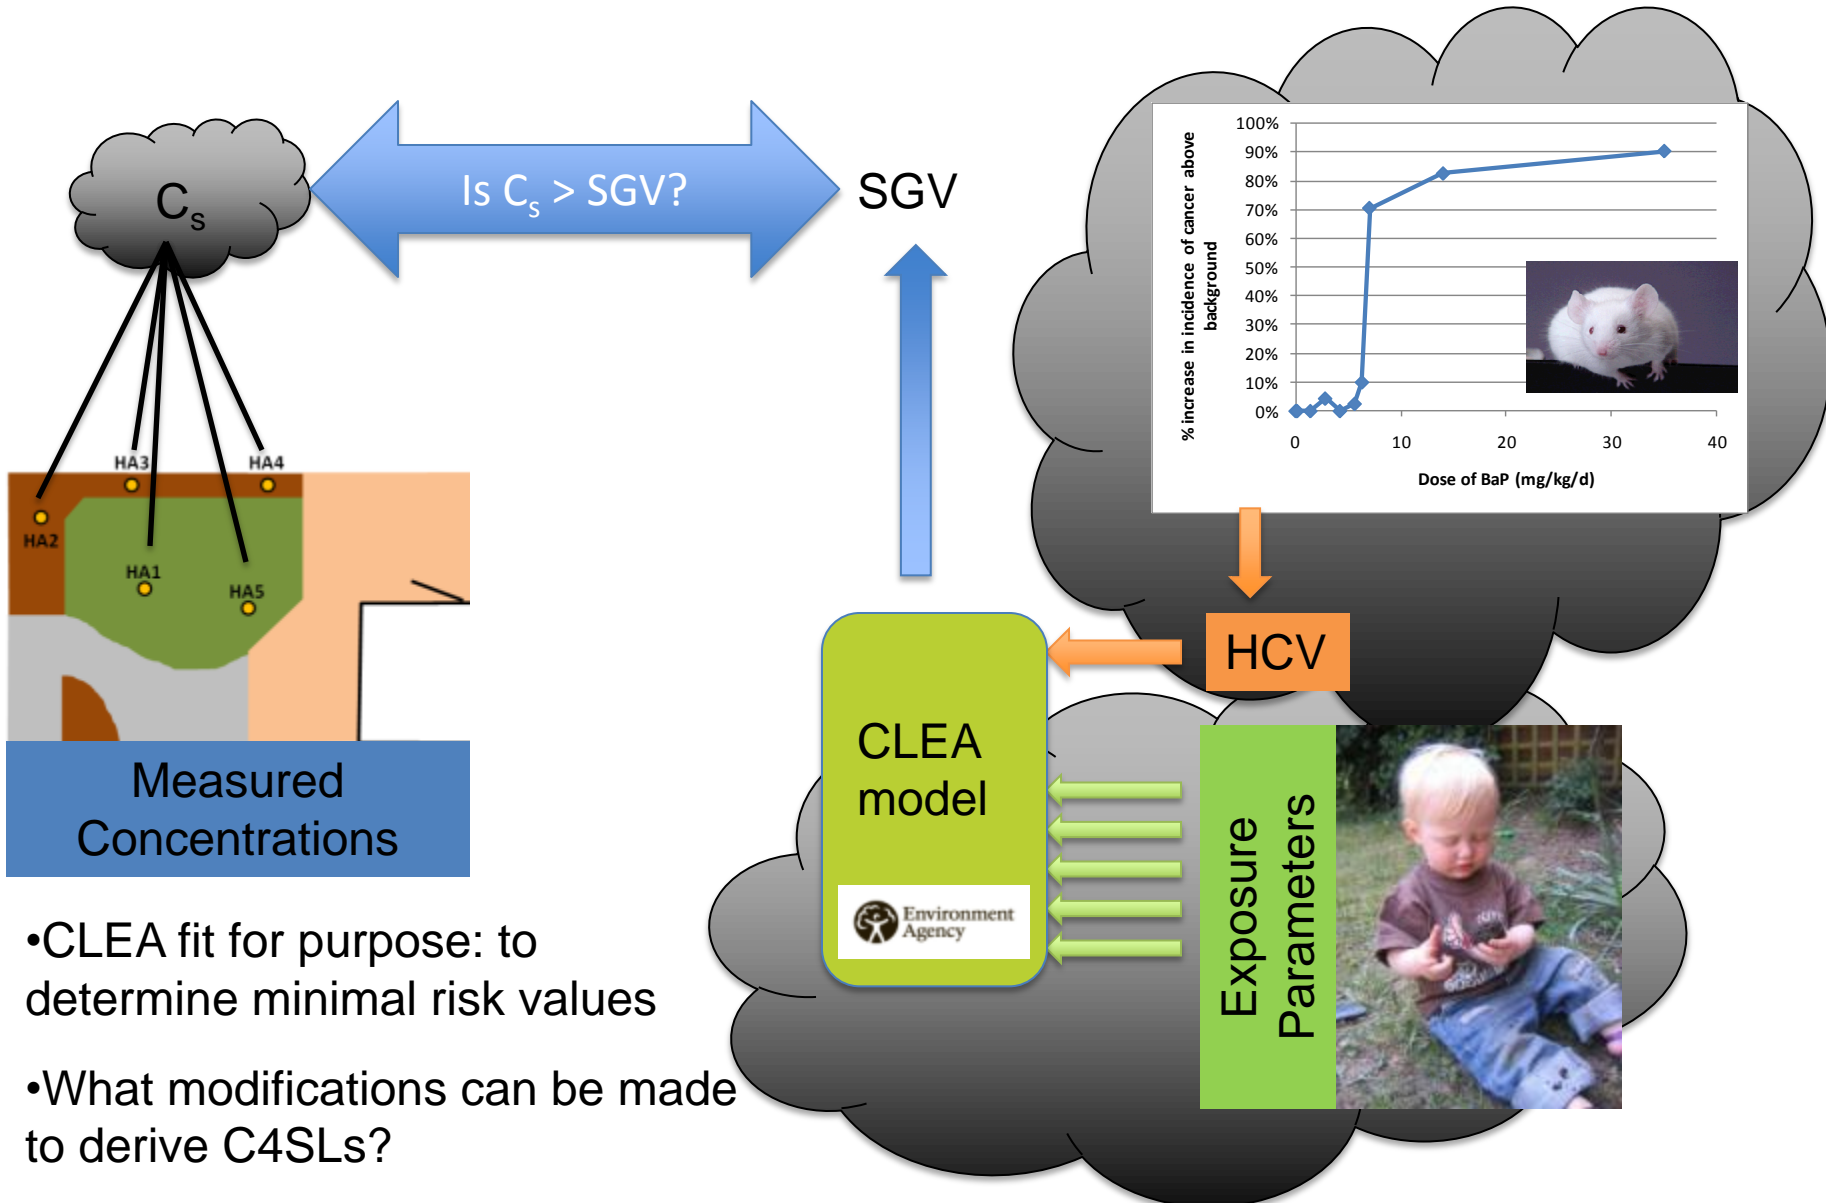 C_s
Is C_s > SGV?
SGV
100%
90%
80%
70%
60%
50%
40%
30%
20%
10%
0%
% increase in incidence of cancer above
background
0 10 20 30 40
Dose of BaP (mg/kg/d)
HA3 HA4
HA2
HA1
HA5
Measured
Concentrations
HCV
CLEA
model
Environment
Agency
Exposure
Parameters
•CLEA fit for purpose: to
determine minimal risk values
•What modifications can be made
to derive C4SLs?